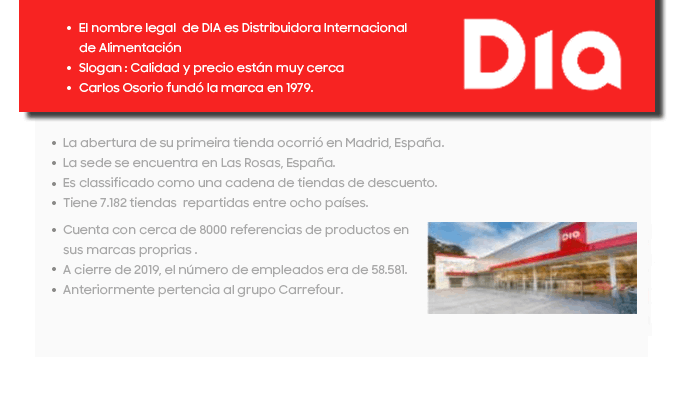 • El nombre legal de DIA es Distribuidora Internacional
de Alimentación
• Slogan : Calidad y precio están muy cerca
• Carlos Osorio fundó la marca en 1979.
DIa
• La abertura de su primeira tienda ocorrió en Madrid, España.
• La sede se encuentra en Las Rosas, España.
• Es classificado como una cadena de tiendas de descuento.
• Tiene 7.182 tiendas repartidas entre ocho países.
• Cuenta con cerca de 8000 referencias de productos en
sus marcas proprias .
• A cierre de 2019, el número de empleados era de 58.581.
• Anteriormente pertencia al grupo Carrefour.
DIa